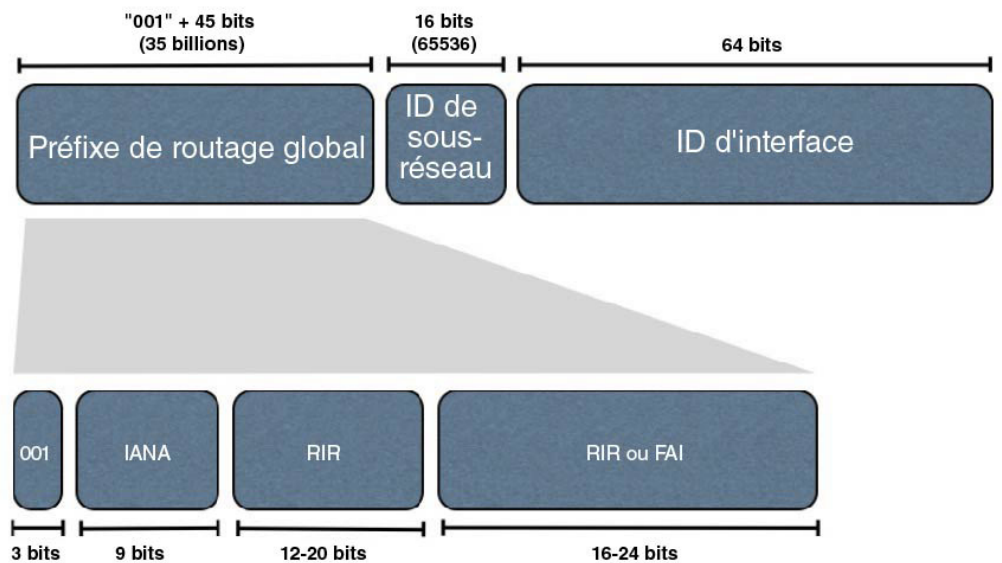 "001" + 45 bits
(35 billions)
16 bits
(65536)
64 bits
Préfixe de routage global
ID de
sous-
réseau
ID d'interface
001
IANA
RIR
RIR ou FAI
3 bits
9 bits
12-20 bits
16-24 bits